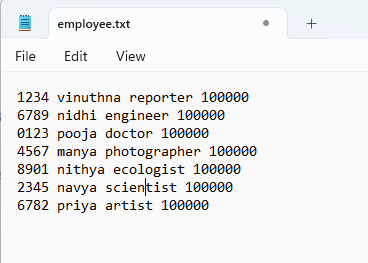 employee.txt
File Edit View
1234 vinuthna reporter 100000
6789 nidhi engineer 100000
0123 pooja doctor 100000
4567 manya photographer 100000
8901 nithya ecologist 100000
2345 navya scientist 100000
6782 priya artist 100000